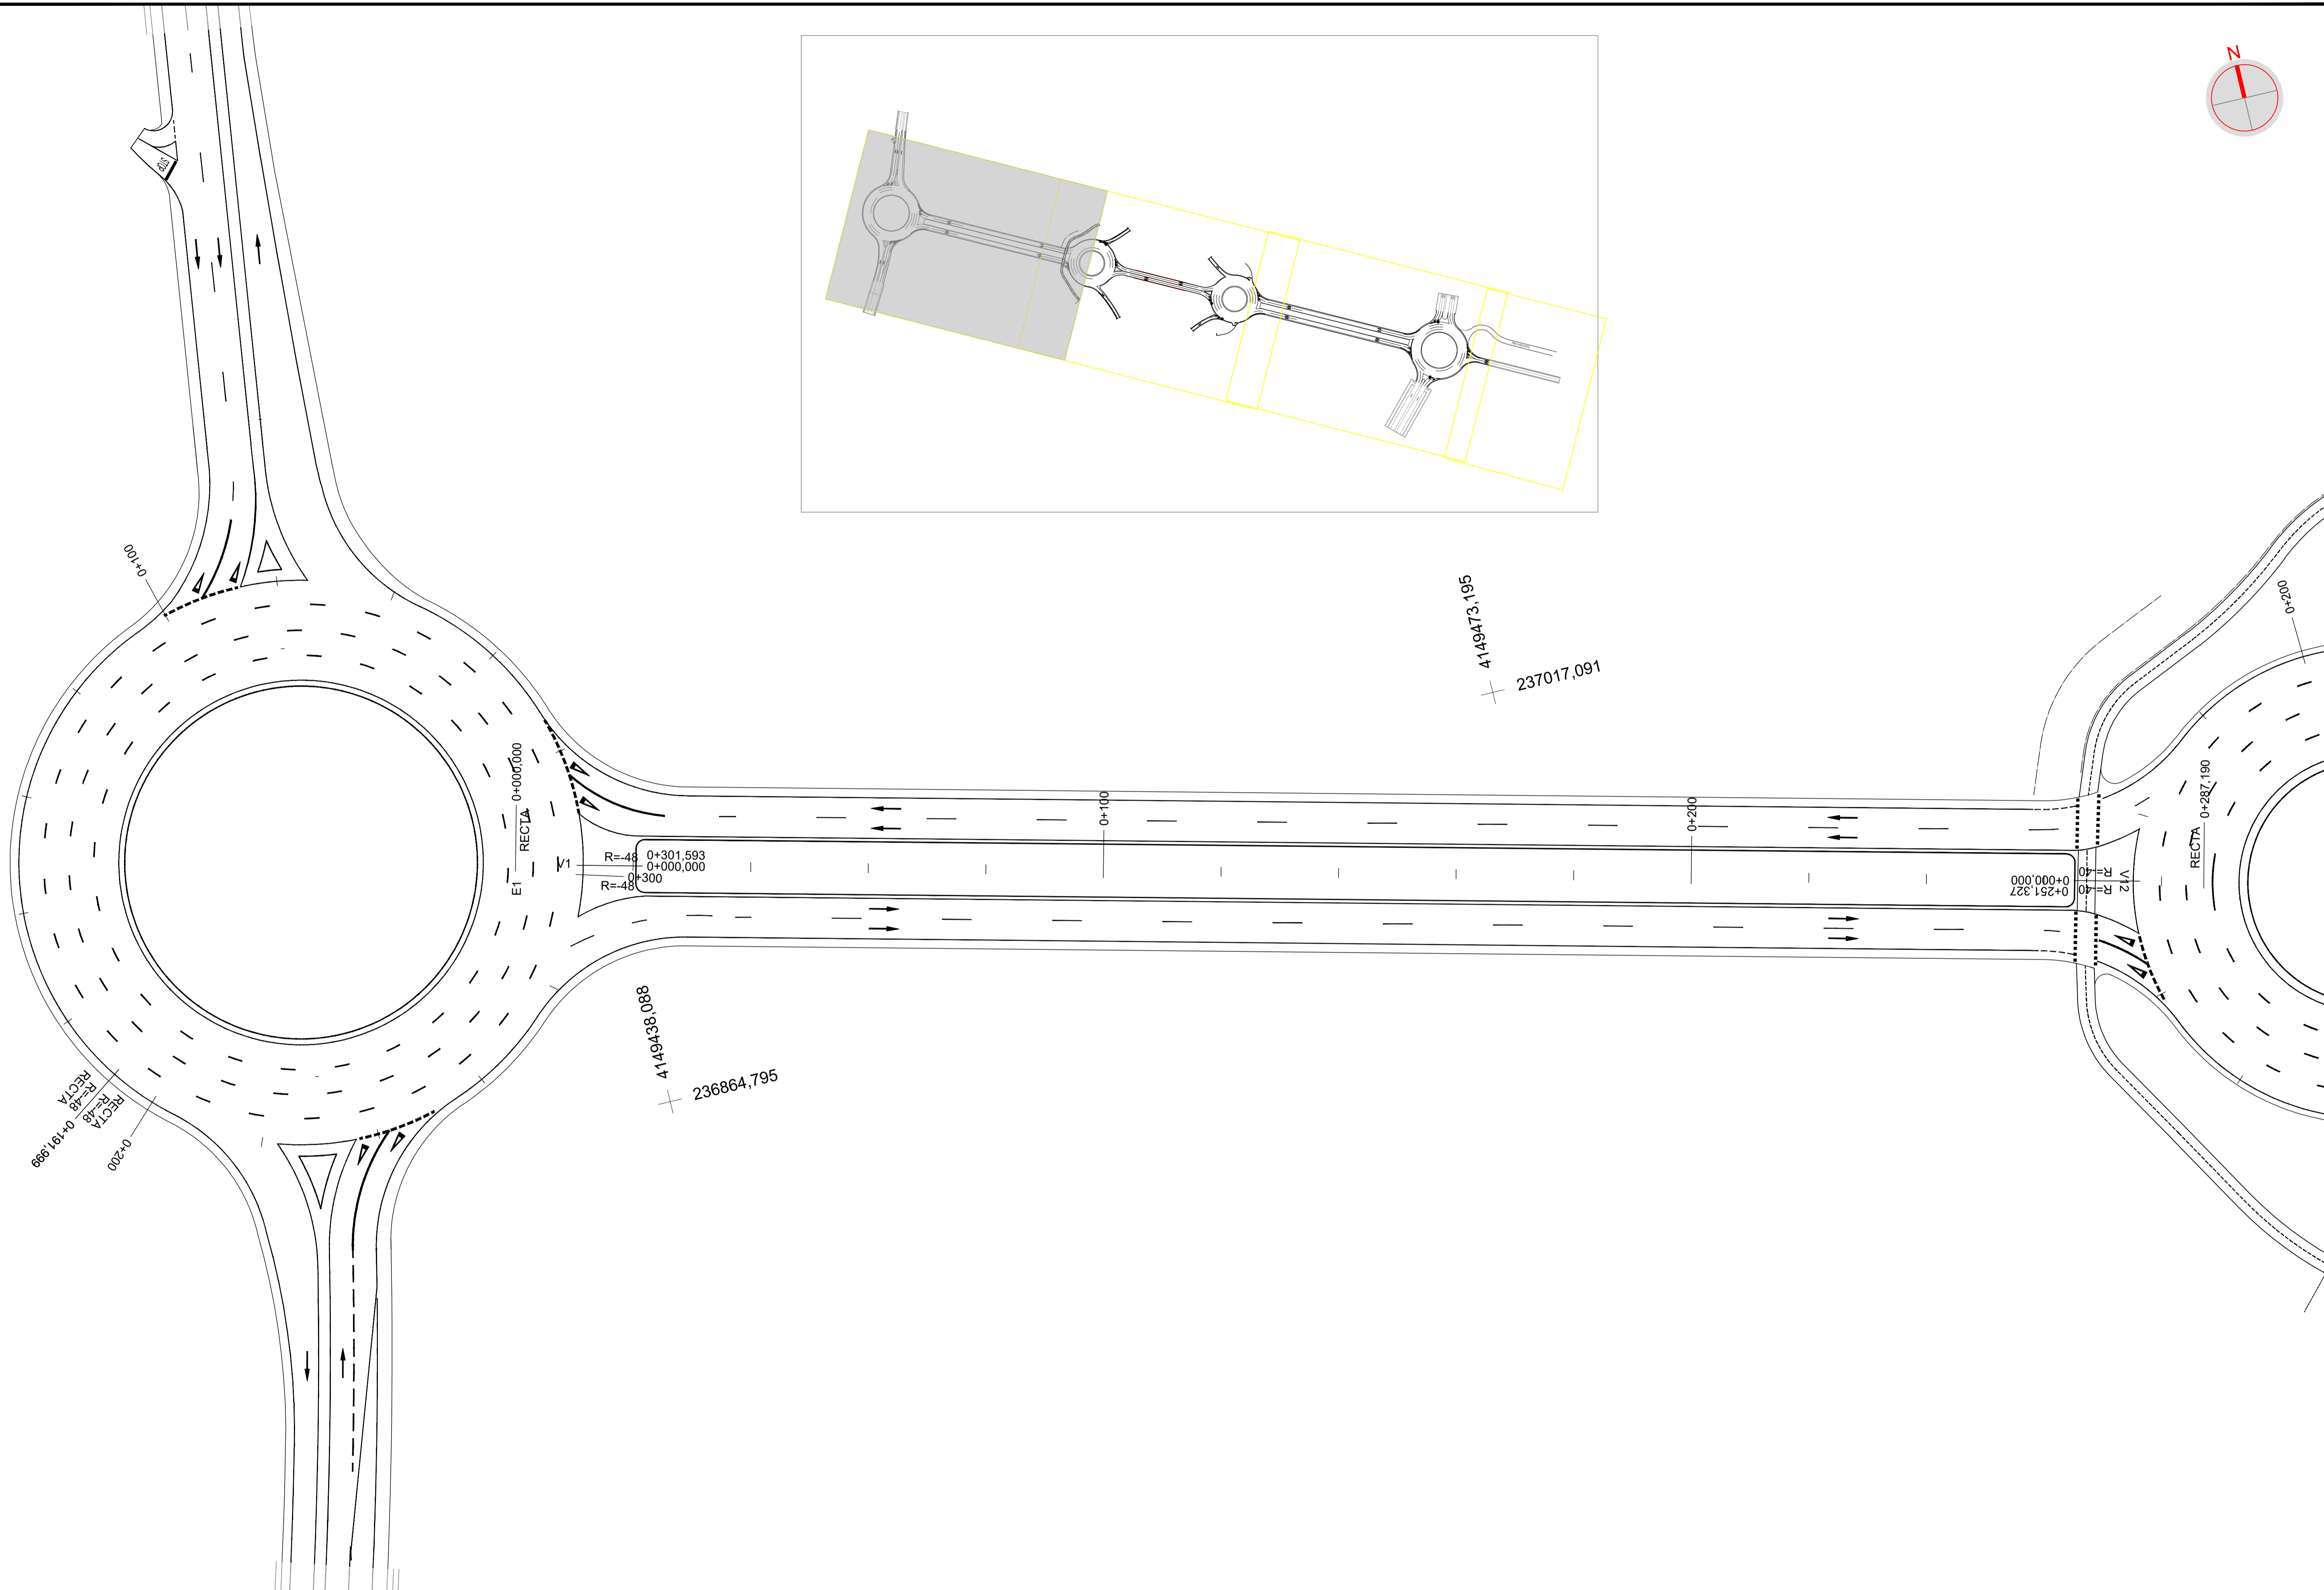 N
STOP
0+100
4149473,195
237017,091
0+200
E1
RECTA
0+000,000
V1
R=-48
0+301,593
0+000,000
0+300
R=-48
0+100
0+200
R=-40
0+000,000
R=-40
0+251,327
V12
RECTA
0+287,190
4149438,088
236864,795
RECTA
R=-48
R=-48
RECTA
0+191,999
0+200